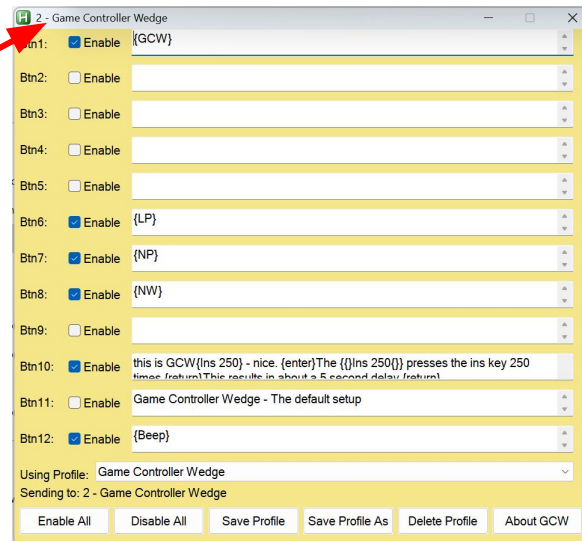 2 - Game Controller Wedge
Btn1: Enable {GCW}
Btn2: Enable
Btn3: Enable
Btn4: Enable
Btn5: Enable
Btn6: Enable {LP}
Btn7: Enable {NP}
Btn8: Enable {NW}
Btn9: Enable
Btn10: Enable this is GCW{Ins 250} - nice. {enter}The {{}Ins 250{}} presses the ins key 250
times.{return}This results in about a 5 second delay.{return}
Btn11: Enable Game Controller Wedge - The default setup
Btn12: Enable {Beep}
Using Profile: Game Controller Wedge
Sending to: 2 - Game Controller Wedge
Enable All Disable All Save Profile Save Profile As Delete Profile About GCW